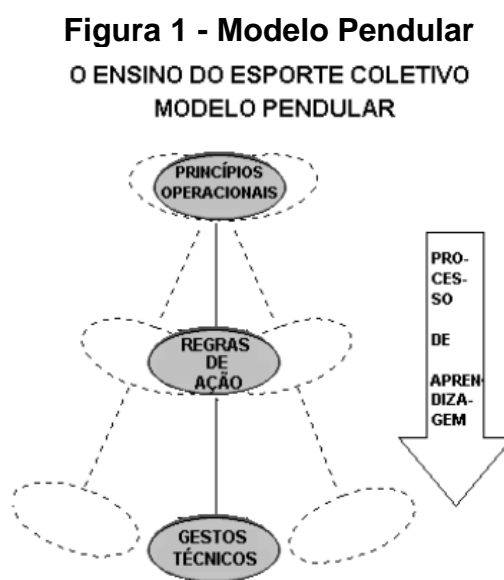 Figura 1 - Modelo Pendular
O ENSINO DO ESPORTE COLETIVO
MODELO PENDULAR
PRINCÍPIOS
OPERACIONAIS
PRO-
CES-
SO
DE
APREN-
DIZA-
GEM
REGRAS
DE
AÇÃO
GESTOS
TÉCNICOS